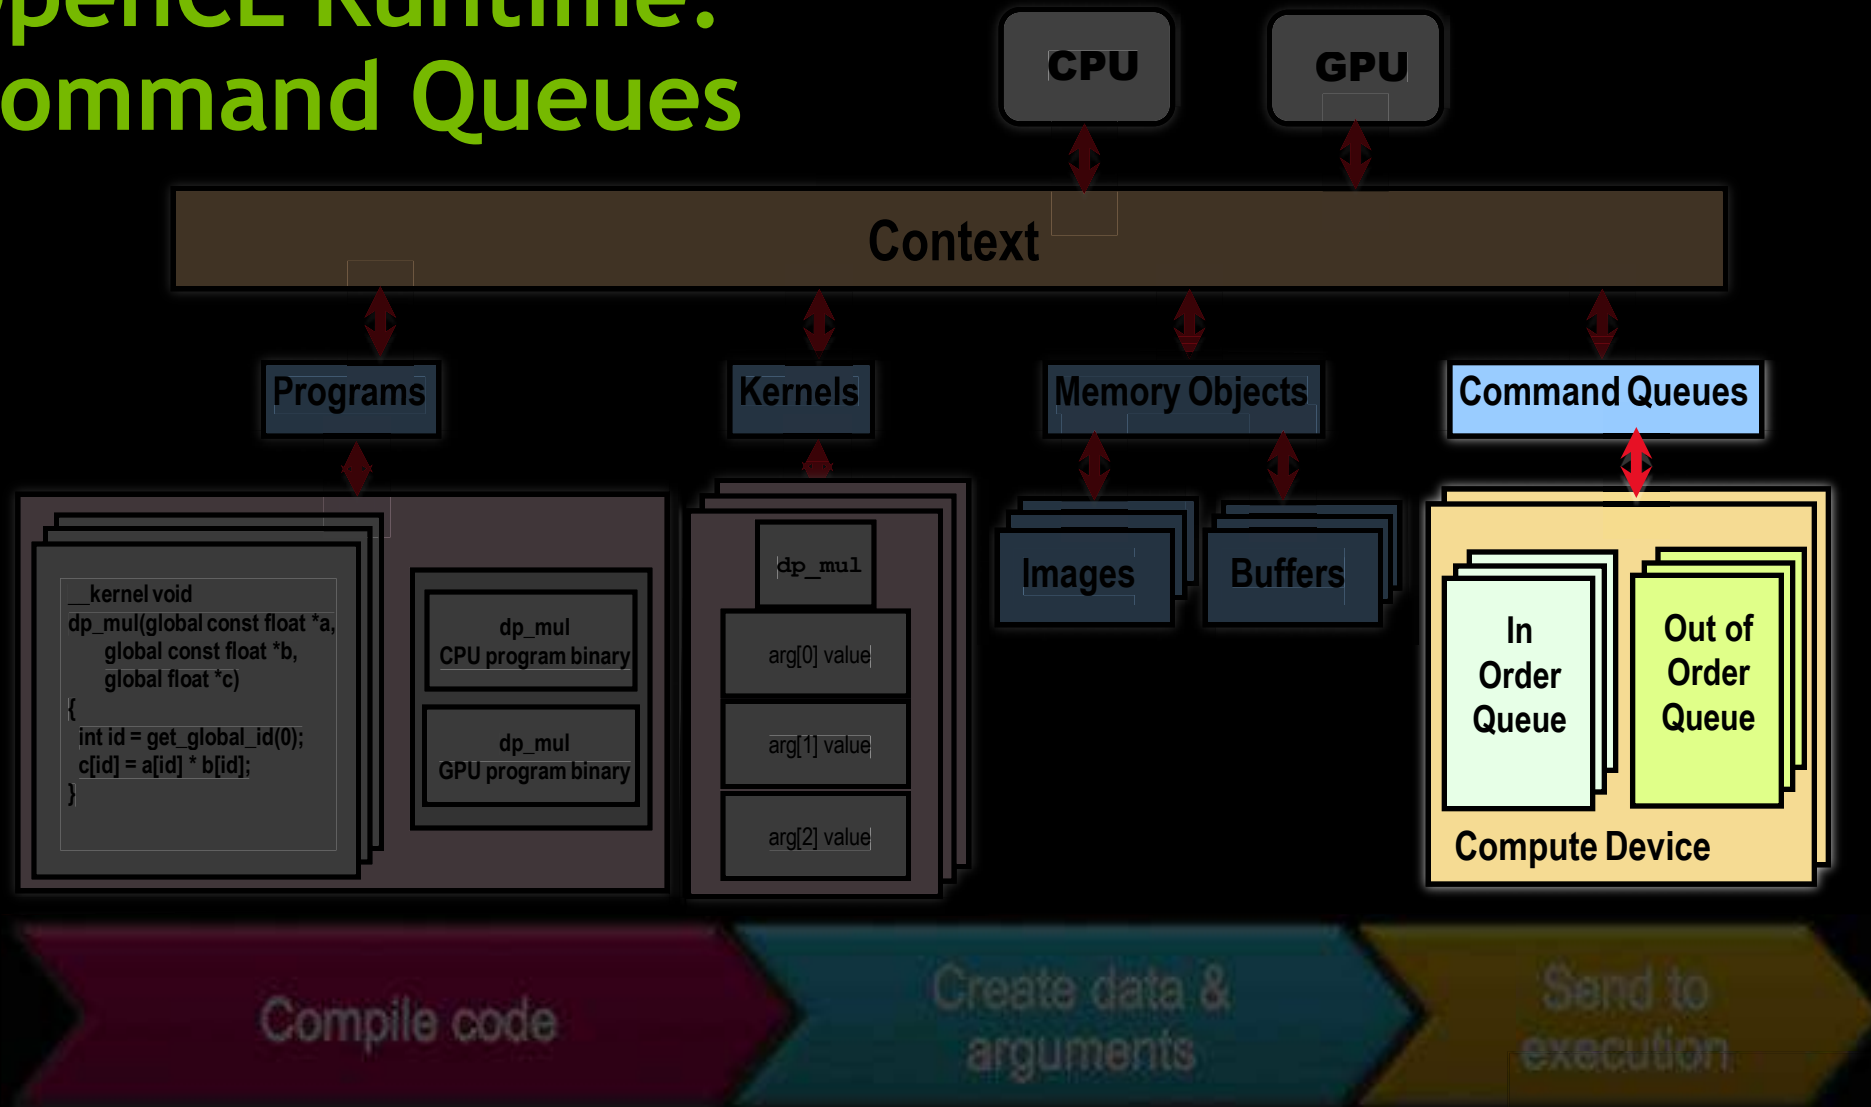 penCL Runtime:
ommand Queues
CPU
GPU
Context
Programs
Kernels
Memory Objects
Command Queues
__kernel void
dp_mul(global const float *a,
global const float *b,
global float *c)
{
int id = get_global_id(0);
c[id] = a[id] * b[id];
}
dp_mul
CPU program binary
dp_mul
GPU program binary
dp_mul
arg[0] value
arg[1] value
arg[2] value
Images
Buffers
In
Order
Queue
Out of
Order
Queue
Compute Device
Compile code
Create data &
arguments
Send to
execution